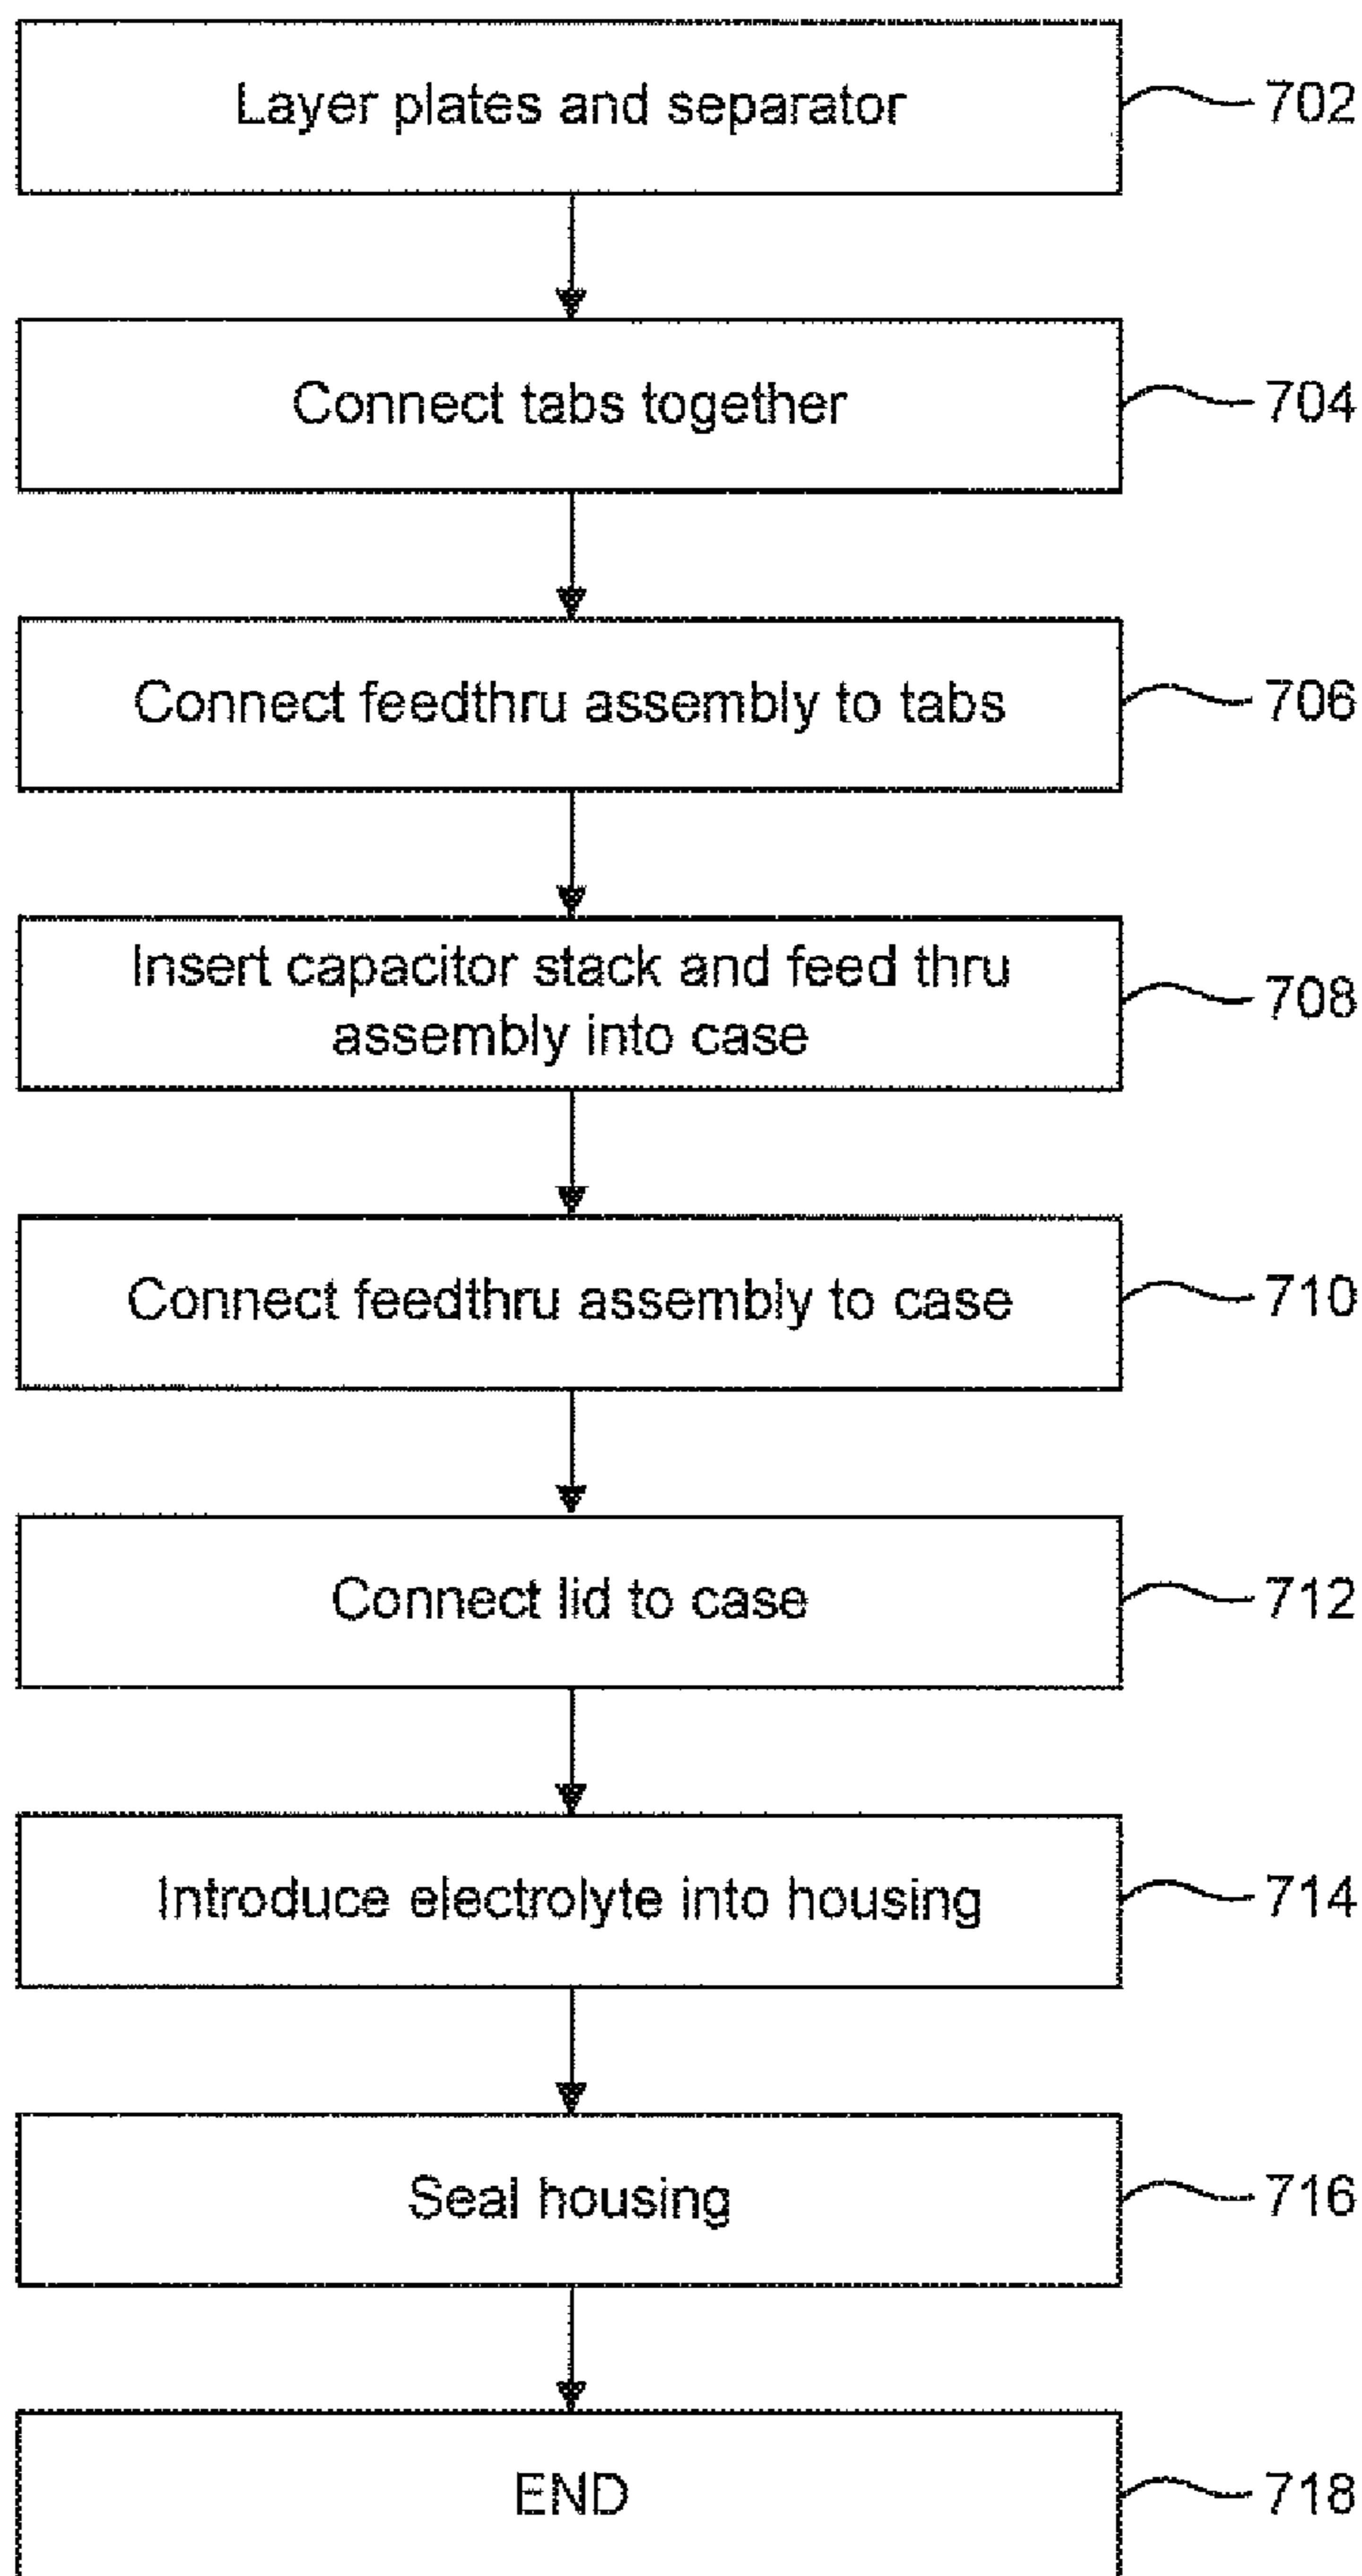 Layer plates and separator
702
Connect tabs together
704
Connect feedthru assembly to tabs
706
Insert capacitor stack and feed thru
assembly into case
708
Connect feedthru assembly to case
710
Connect lid to case
712
Introduce electrolyte into housing
714
Seal housing
716
END
718